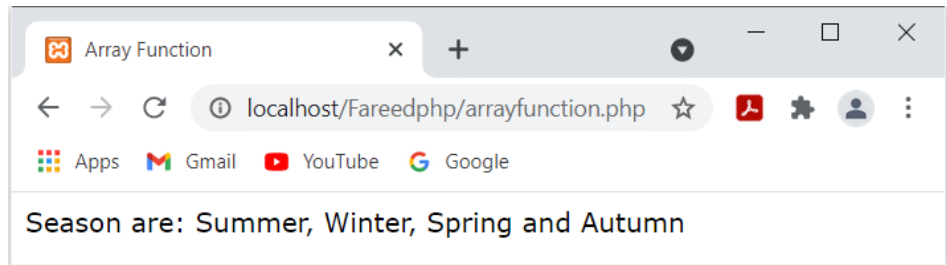 Array Function
localhost/Fareedphp/arrayfunction.php
Apps Gmail YouTube Google
Season are: Summer, Winter, Spring and Autumn